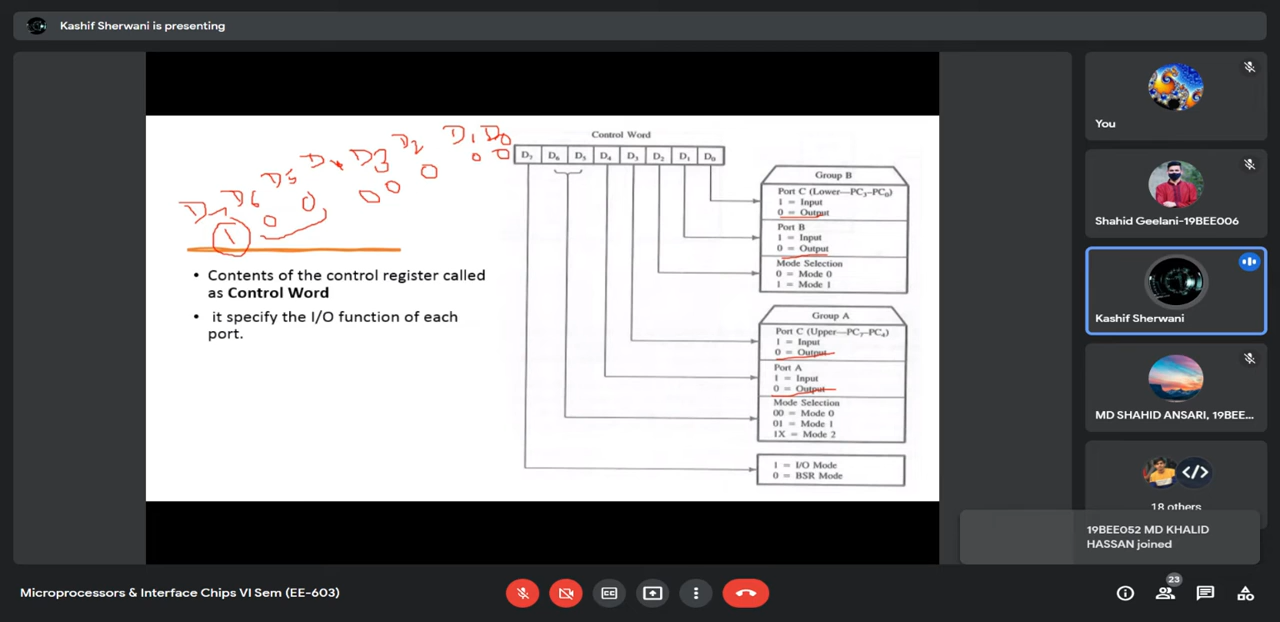 Kashif Sherwani is presenting
D7 D6 D5 D4 D3 D2 D1 D0
1 0 0 0 0 0 0 0
Contents of the control register called
as Control Word
it specify the I/O function of each
port.
Control Word
D7 D6 D5 D4 D3 D2 D1 D0
Group B
Port C (Lower—PC3-PC0)
1 = Input
0 = Output
Port B
1 = Input
0 = Output
Mode Selection
0 = Mode 0
1 = Mode 1
Group A
Port C (Upper—PC7-PC4)
1 = Input
0 = Output
Port A
1 = Input
0 = Output
Mode Selection
00 = Mode 0
01 = Mode 1
1X = Mode 2
1 = I/O Mode
0 = BSR Mode
You
Shahid Geelani-19BEE006
Kashif Sherwani
MD SHAHID ANSARI, 19BEE...
</>
18 others
19BEE052 MD KHALID
HASSAN joined
Microprocessors & Interface Chips VI Sem (EE-603)
CC
23